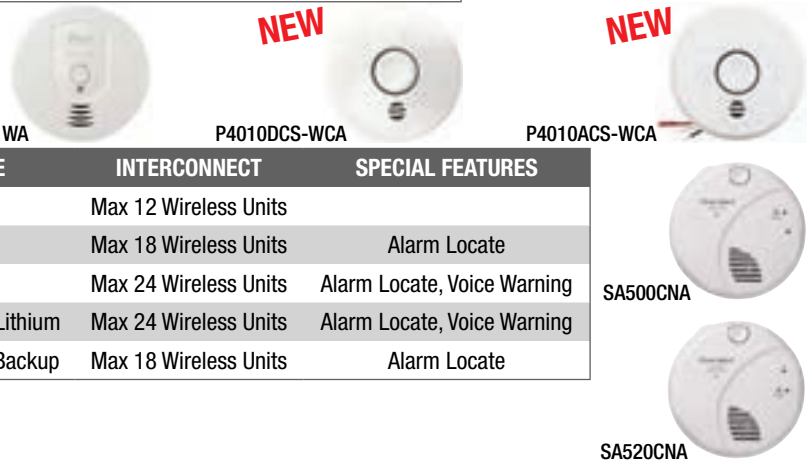 NEW NEW
WA P4010DCS-WCA P4010ACS-WCA
E INTERCONNECT SPECIAL FEATURES
Max 12 Wireless Units
Max 18 Wireless Units Alarm Locate
Max 24 Wireless Units Alarm Locate, Voice Warning
SA500CNA
Lithium Max 24 Wireless Units Alarm Locate, Voice Warning
Backup Max 18 Wireless Units Alarm Locate
SA520CNA